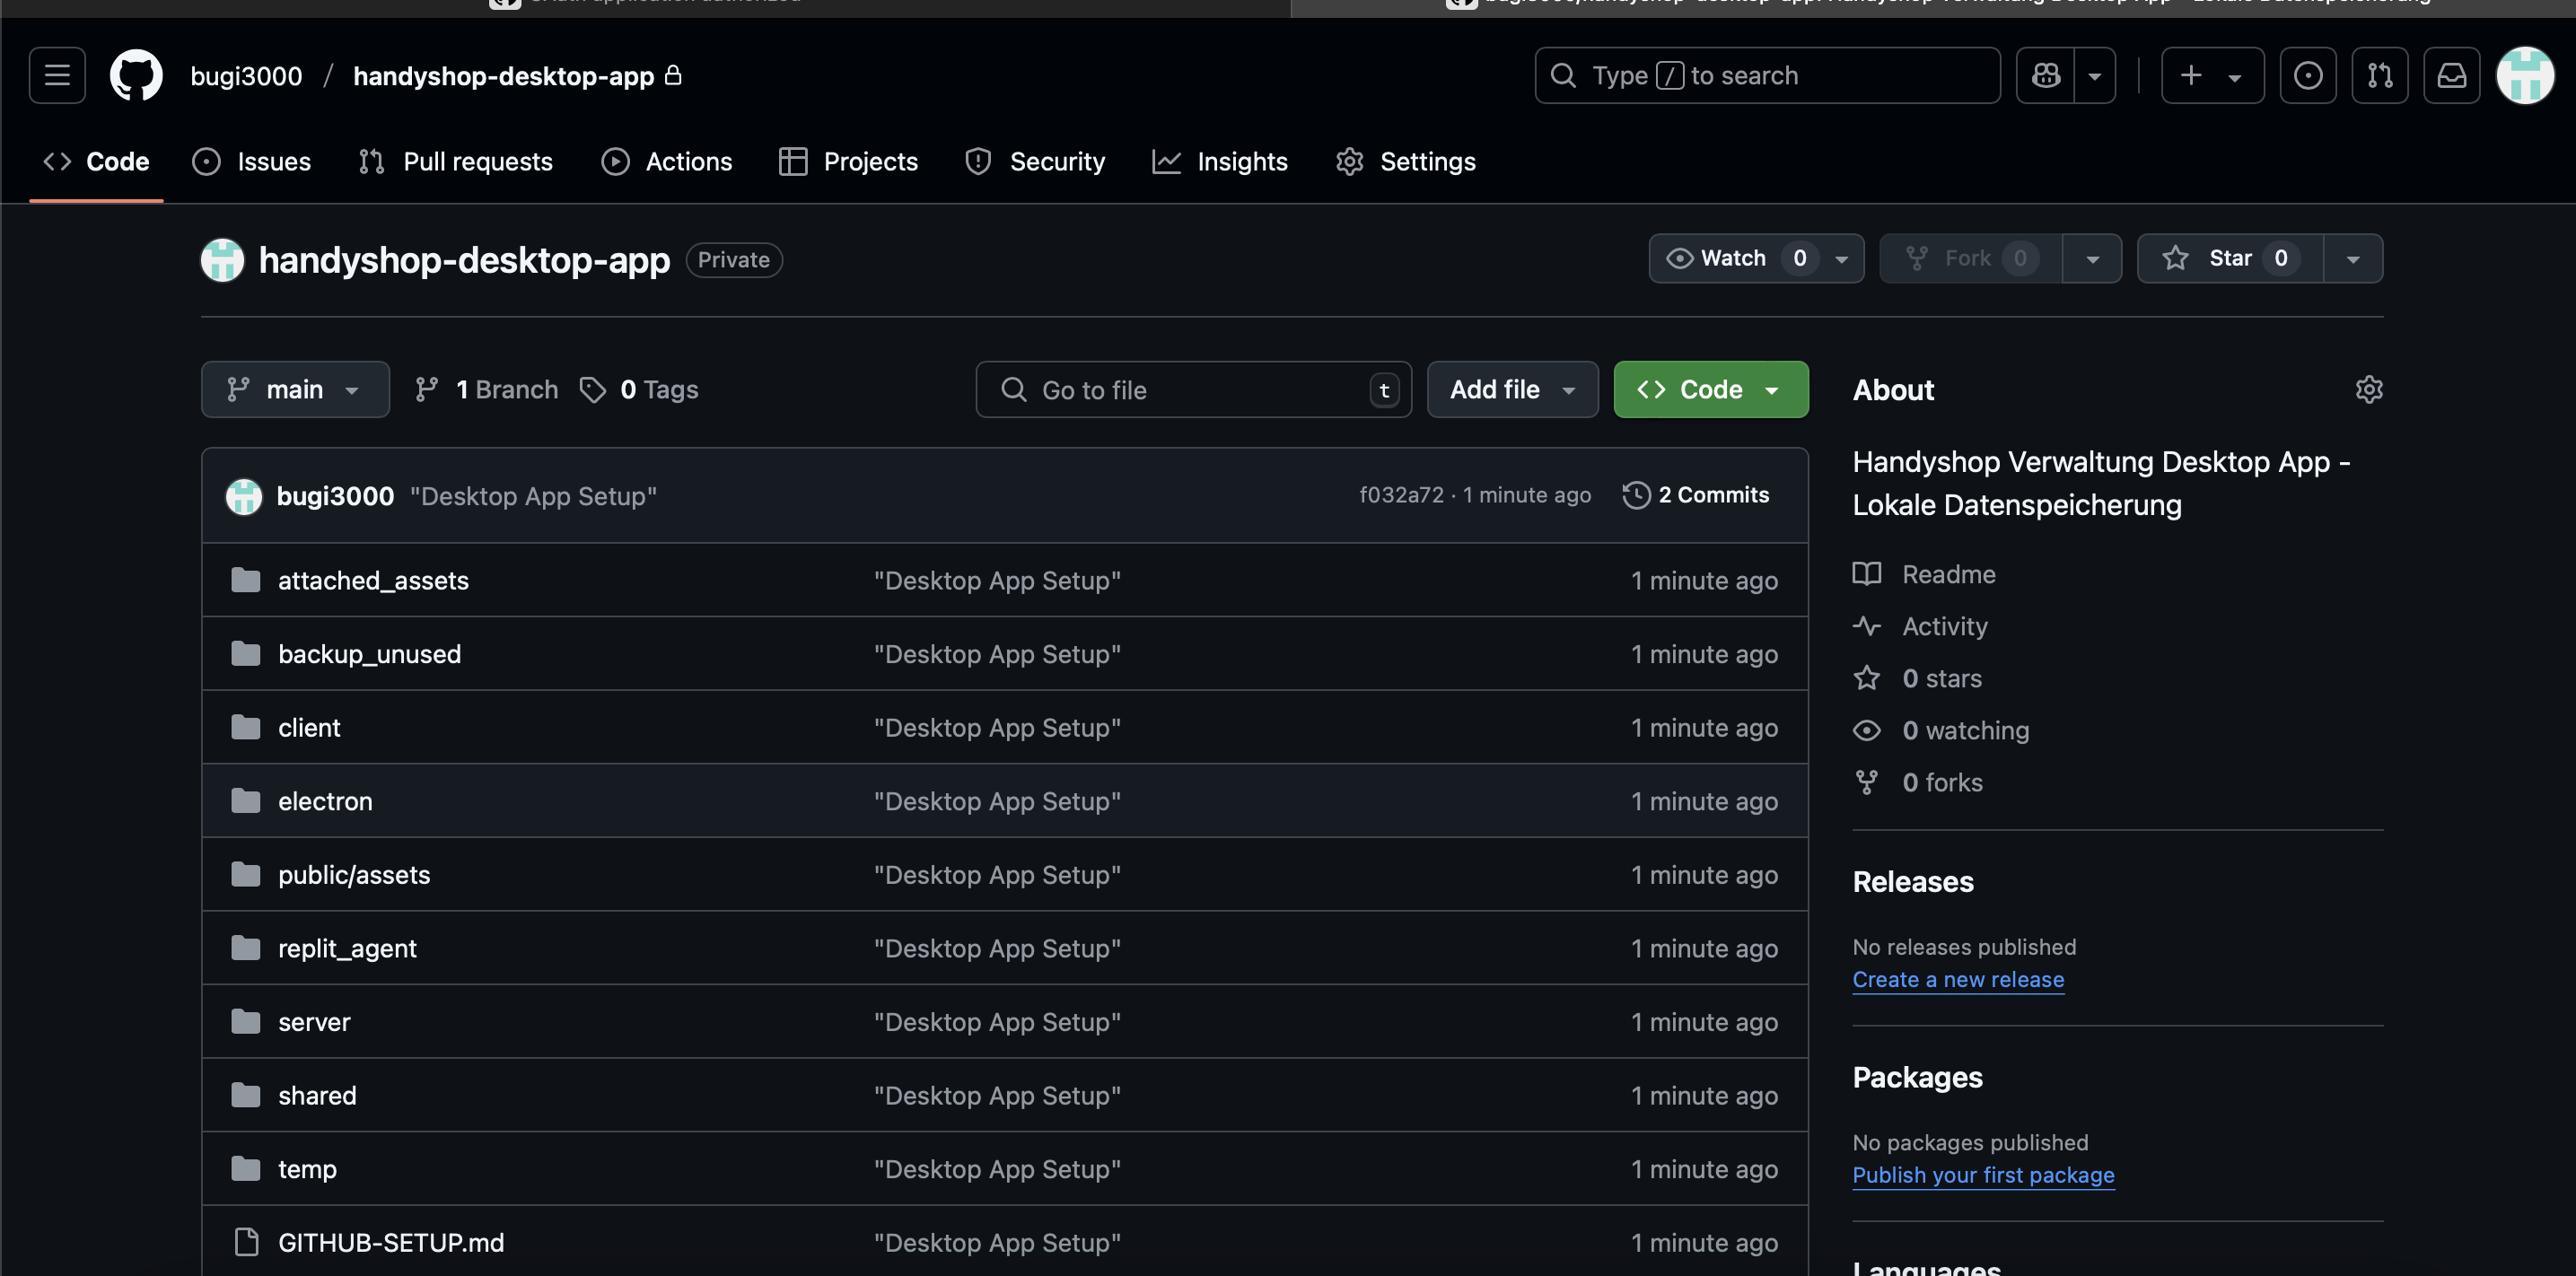 bugi3000 / handyshop-desktop-app
Type / to search
Code
Issues
Pull requests
Actions
Projects
Security
Insights
Settings
handyshop-desktop-app Private
Watch 0
Fork 0
Star 0
main
1 Branch
0 Tags
Go to file t
Add file
Code
bugi3000 "Desktop App Setup" f032a72 · 1 minute ago 2 Commits
attached_assets "Desktop App Setup" 1 minute ago
backup_unused "Desktop App Setup" 1 minute ago
client "Desktop App Setup" 1 minute ago
electron "Desktop App Setup" 1 minute ago
public/assets "Desktop App Setup" 1 minute ago
replit_agent "Desktop App Setup" 1 minute ago
server "Desktop App Setup" 1 minute ago
shared "Desktop App Setup" 1 minute ago
temp "Desktop App Setup" 1 minute ago
GITHUB-SETUP.md "Desktop App Setup" 1 minute ago
About
Handyshop Verwaltung Desktop App -
Lokale Datenspeicherung
Readme
Activity
0 stars
0 watching
0 forks
Releases
No releases published
Create a new release
Packages
No packages published
Publish your first package
Languages